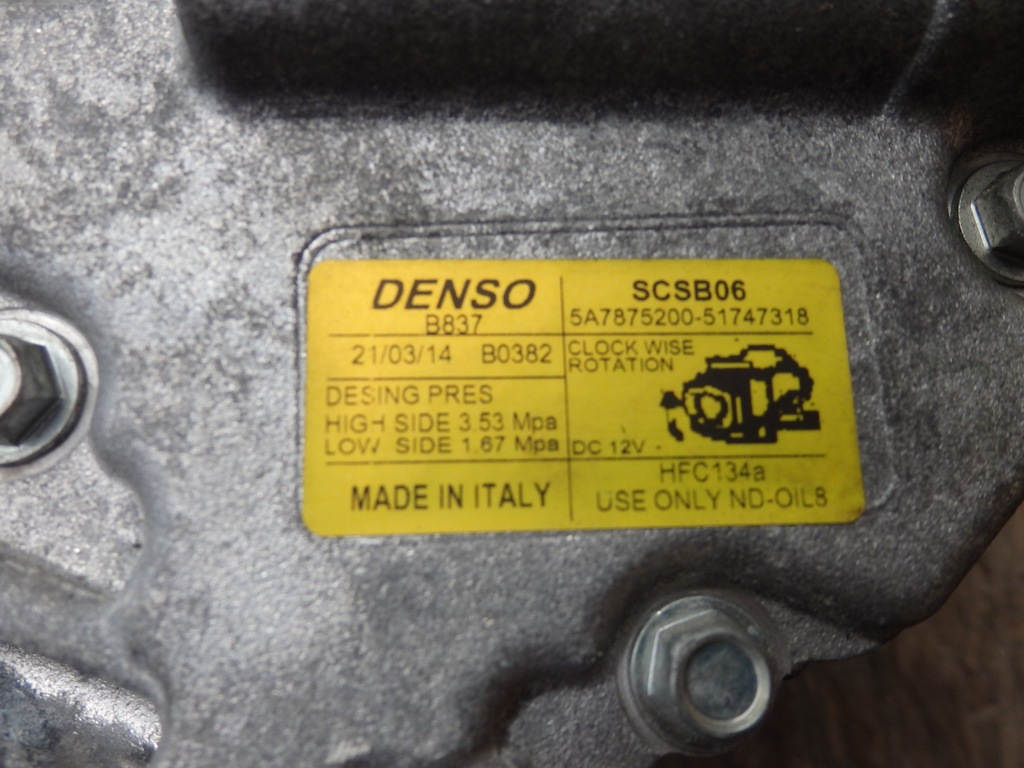 DENSO
B837
21/03/14 B0382
DESING PRES
HIGH SIDE 3.53 Mpa
LOW SIDE 1.67 Mpa
MADE IN ITALY
SCSB06
5A7875200-51747318
CLOCK WISE
ROTATION
DC 12V
HFC134a
USE ONLY ND-OIL8